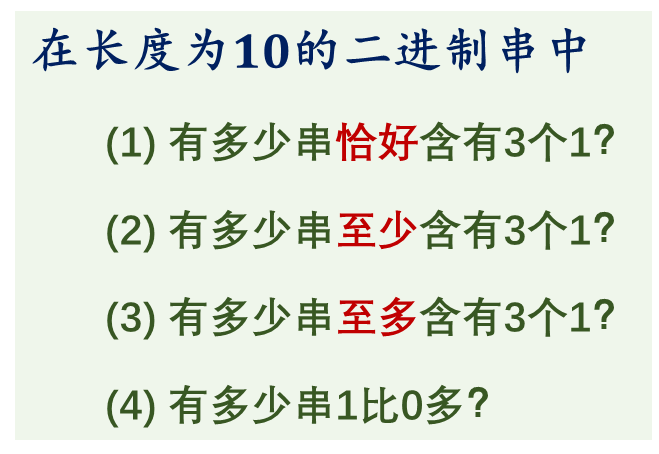 在长度为10的二进制串中
(1) 有多少串恰好含有3个1?
(2) 有多少串至少含有3个1?
(3) 有多少串至多含有3个1?
(4) 有多少串1比0多?